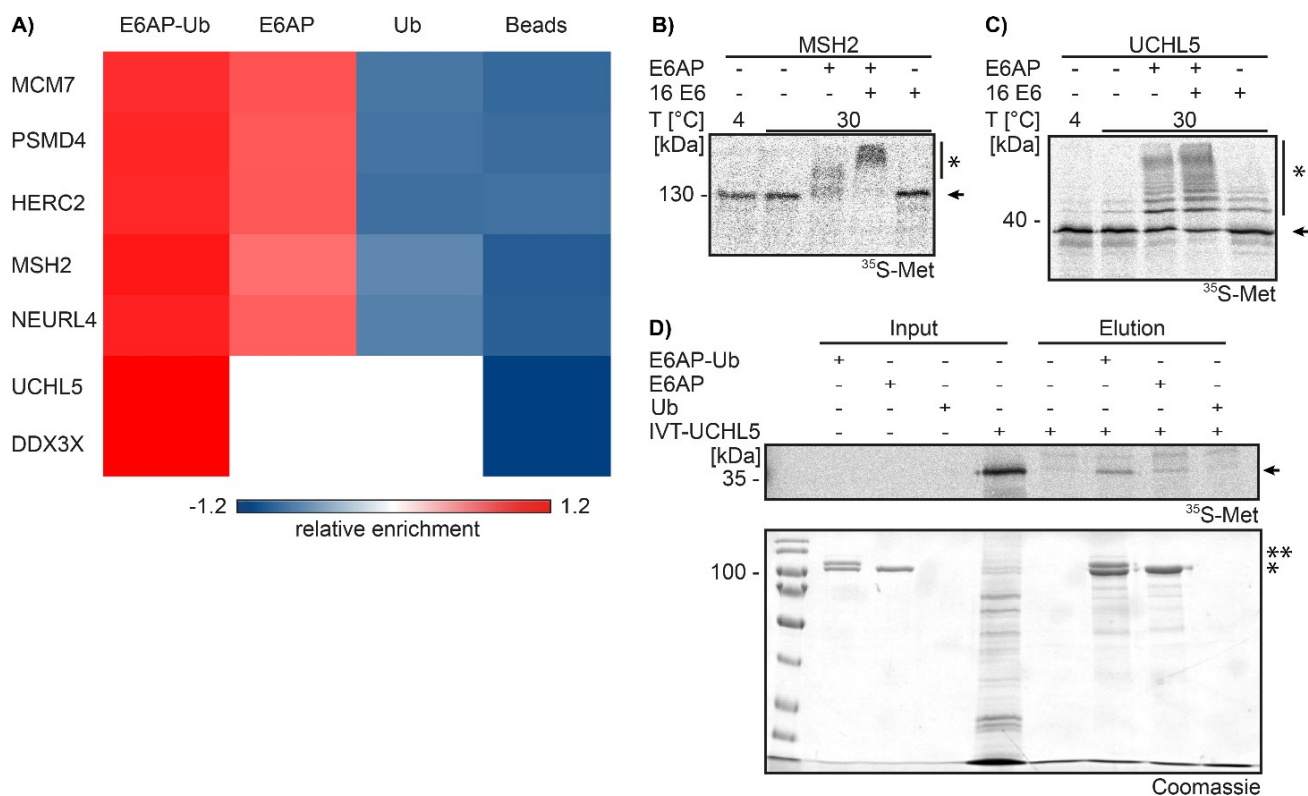 A)
E6AP-Ub E6AP Ub Beads
MCM7
PSMD4
HERC2
MSH2
NEURL4
UCHL5
DDX3X
-1.2 1.2
relative enrichment
B)
MSH2
E6AP - - + + -
16 E6 - - - + +
T [°C] 4 30
[kDa]
130 -
*
35S-Met
C)
UCHL5
E6AP - - + + -
16 E6 - - - + +
T [°C] 4 30
[kDa]
40 -
*
35S-Met
D)
Input Elution
E6AP-Ub + - - - - + - -
E6AP - + - - - - + -
Ub - - + - - - - +
IVT-UCHL5 - - - + + + + +
[kDa]
35 -
35S-Met
100 -
**
*
Coomassie